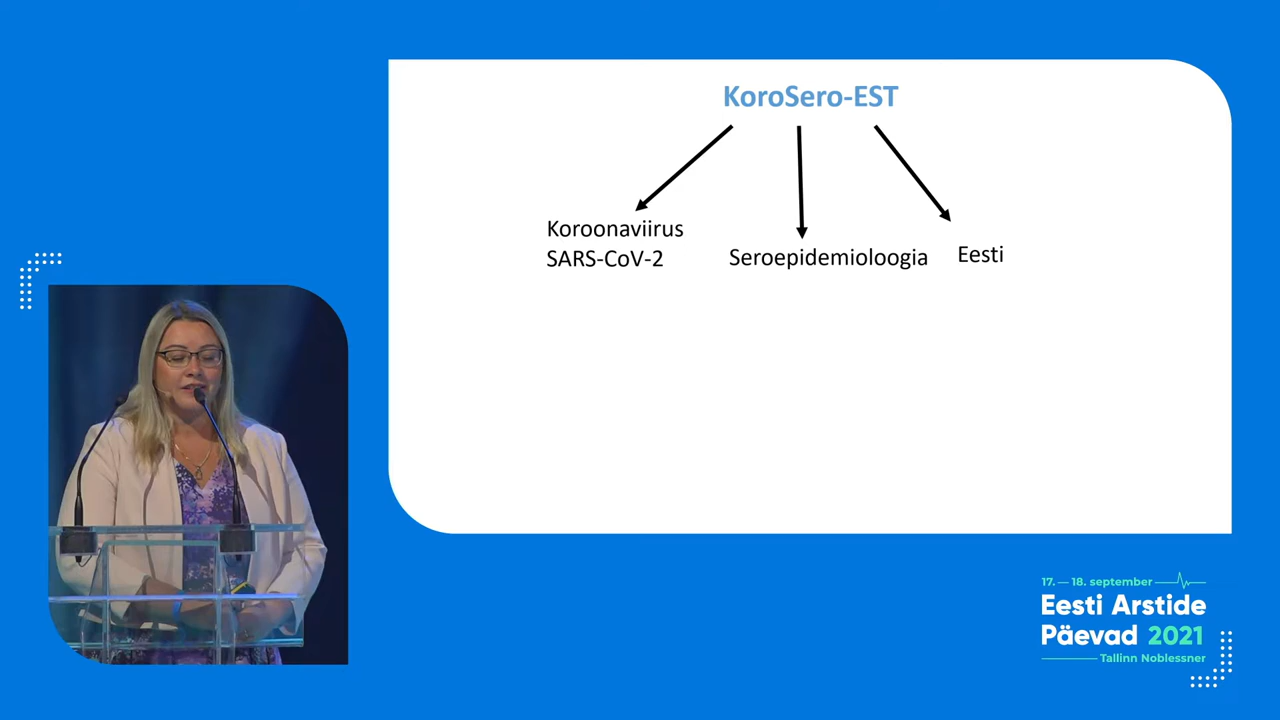 KoroSero-EST
Koroonaviirus
SARS-CoV-2
Seroepidemioloogia
Eesti
17. — 18. september
Eesti Arstide
Päevad 2021
Tallinn Noblessner